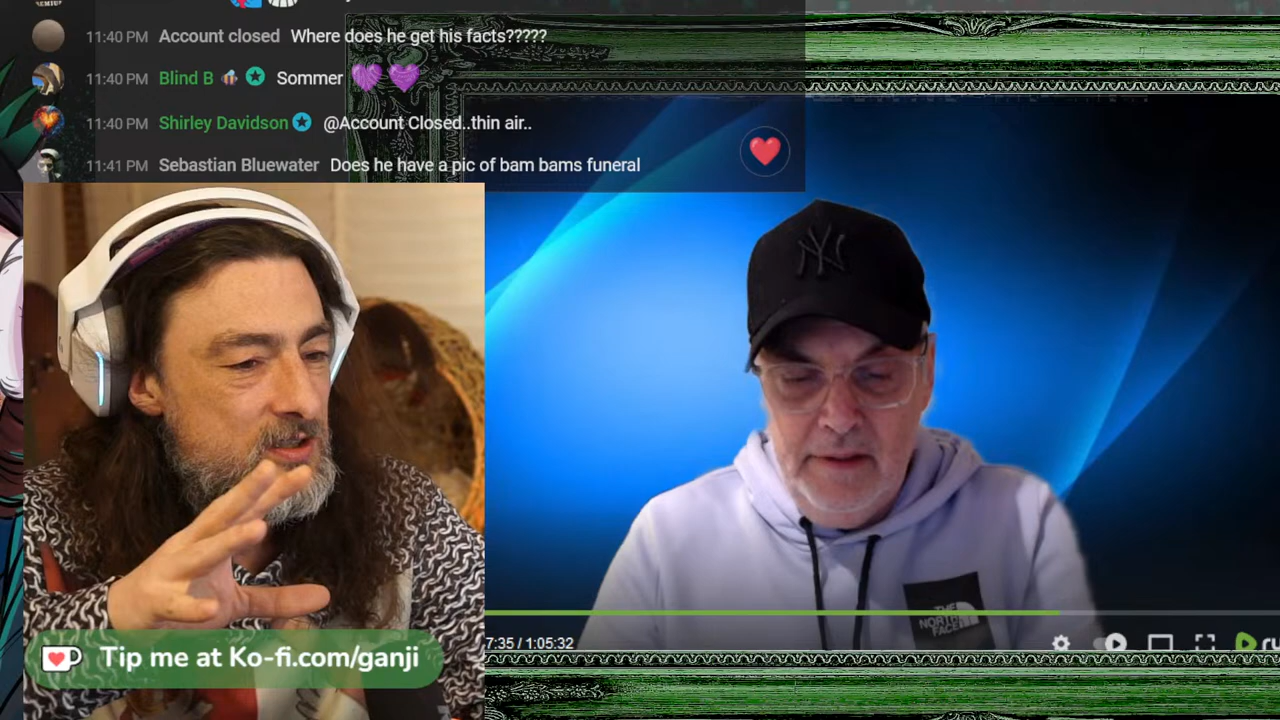 11:40 PM Account closed Where does he get his facts?????
11:40 PM Blind B Sommer
11:40 PM Shirley Davidson @Account Closed..thin air..
11:41 PM Sebastian Bluewater Does he have a pic of bam bams funeral
NY
THE
NORTH
FACE
7:35 / 1:05:32
Tip me at Ko-fi.com/ganji